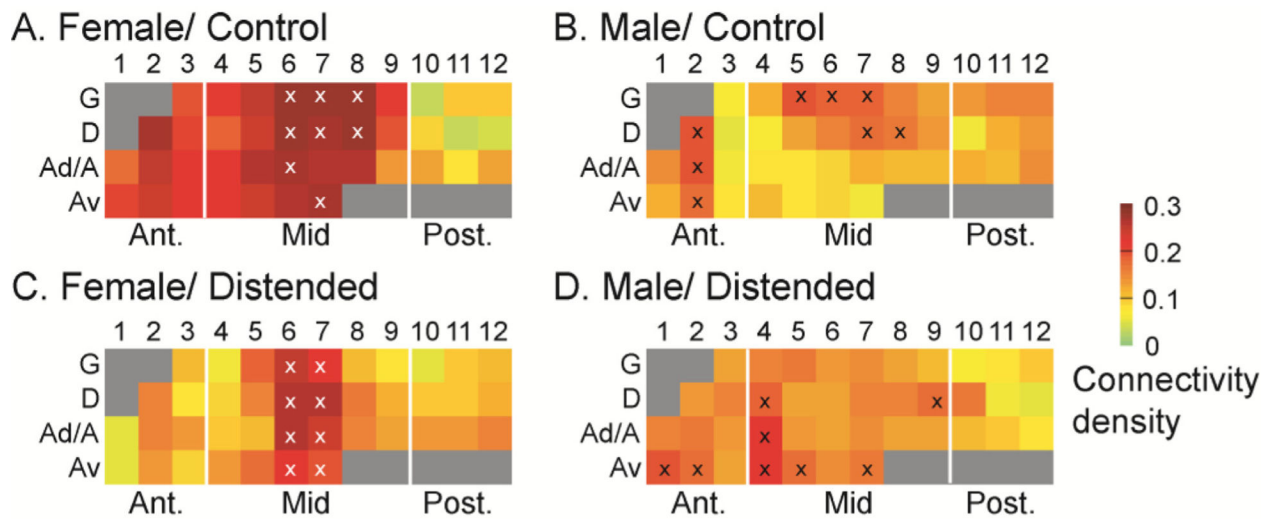 A. Female/ Control
1 2 3 4 5 6 7 8 9 10 11 12
G x x x
D x x x
Ad/A x
Av x
Ant. Mid Post.
B. Male/ Control
1 2 3 4 5 6 7 8 9 10 11 12
G x x x
D x x x
Ad/A x
Av x
Ant. Mid Post.
C. Female/ Distended
1 2 3 4 5 6 7 8 9 10 11 12
G x x
D x x
Ad/A x x
Av x x
Ant. Mid Post.
D. Male/ Distended
1 2 3 4 5 6 7 8 9 10 11 12
G
D x x
Ad/A x
Av x x x x x
Ant. Mid Post.
0.3
0.2
0.1
0
Connectivity
density